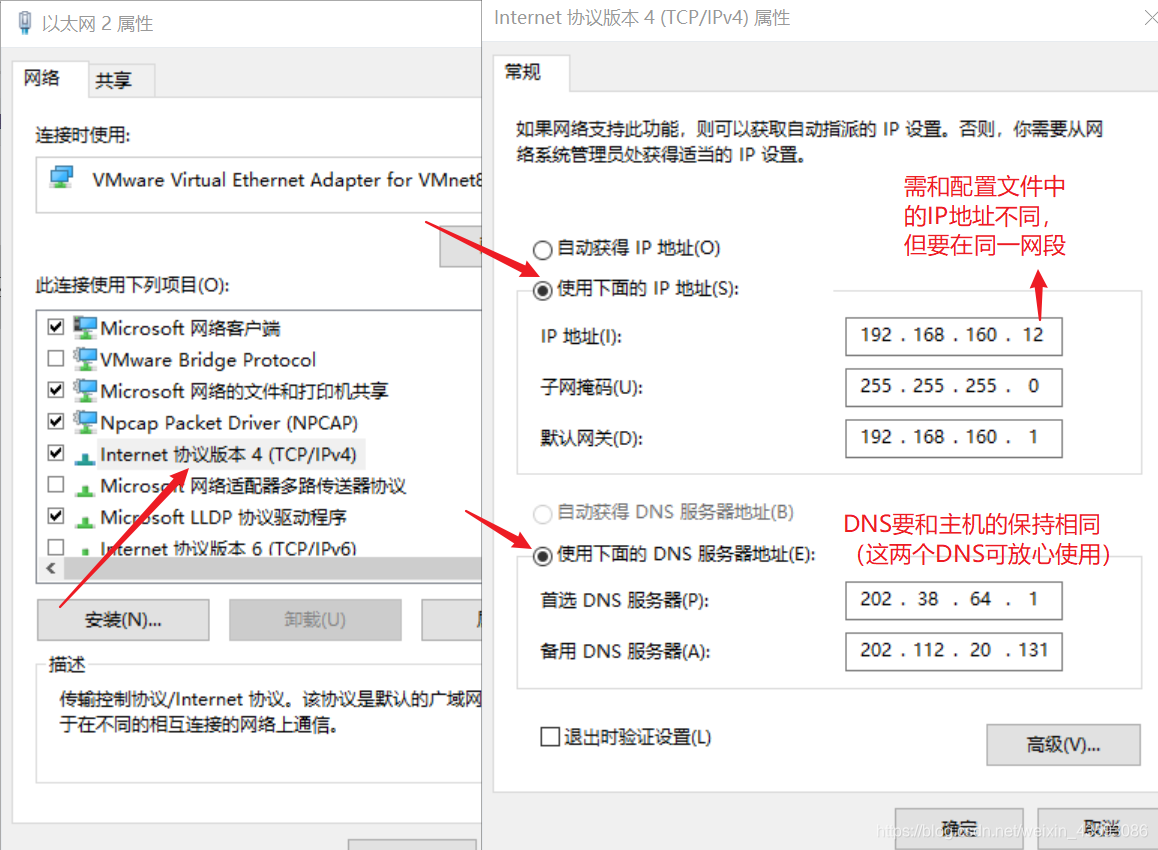 以太网 2 属性
网络
共享
连接时使用:
VMware Virtual Ethernet Adapter for VMnet8
此连接使用下列项目(O):
Microsoft 网络客户端
VMware Bridge Protocol
Microsoft 网络的文件和打印机共享
Npcap Packet Driver (NPCAP)
Internet 协议版本 4 (TCP/IPv4)
Microsoft 网络适配器多路传送器协议
Microsoft LLDP 协议驱动程序
Internet 协议版本 6 (TCP/IPv6)
安装(N)...
卸载(U)
描述
传输控制协议/Internet 协议。该协议是默认的广域网
于在不同的相互连接的网络上通信。
Internet 协议版本 4 (TCP/IPv4) 属性
常规
如果网络支持此功能，则可以获取自动指派的 IP 设置。否则，你需要从网
络系统管理员处获得适当的 IP 设置。
需和配置文件中
的IP地址不同，
但要在同一网段
自动获得 IP 地址(O)
使用下面的 IP 地址(S):
IP 地址(I):
192 . 168 . 160 . 12
子网掩码(U):
255 . 255 . 255 . 0
默认网关(D):
192 . 168 . 160 . 1
自动获得 DNS 服务器地址(B)
使用下面的 DNS 服务器地址(E):
DNS要和主机的保持相同
（这两个DNS可放心使用）
首选 DNS 服务器(P):
202 . 38 . 64 . 1
备用 DNS 服务器(A):
202 . 112 . 20 . 131
退出时验证设置(L)
高级(V)...
确定
取消